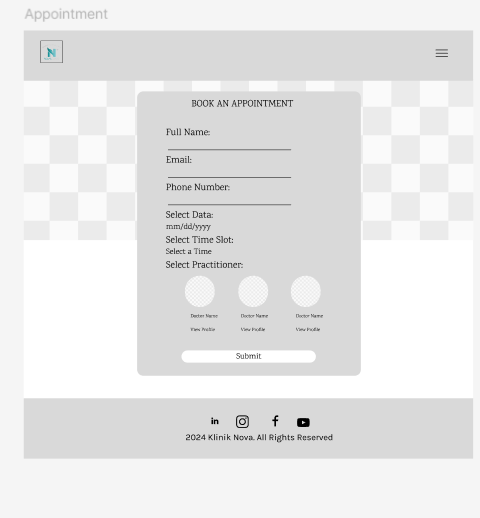 Appointment
N
BOOK AN APPOINTMENT
Full Name:
Email:
Phone Number:
Select Data:
mm/dd/yyyy
Select Time Slot:
Select a Time
Select Practitioner:
Doctor Name Doctor Name Doctor Name
View Profile View Profile View Profile
Submit
in
2024 Klinik Nova. All Rights Reserved